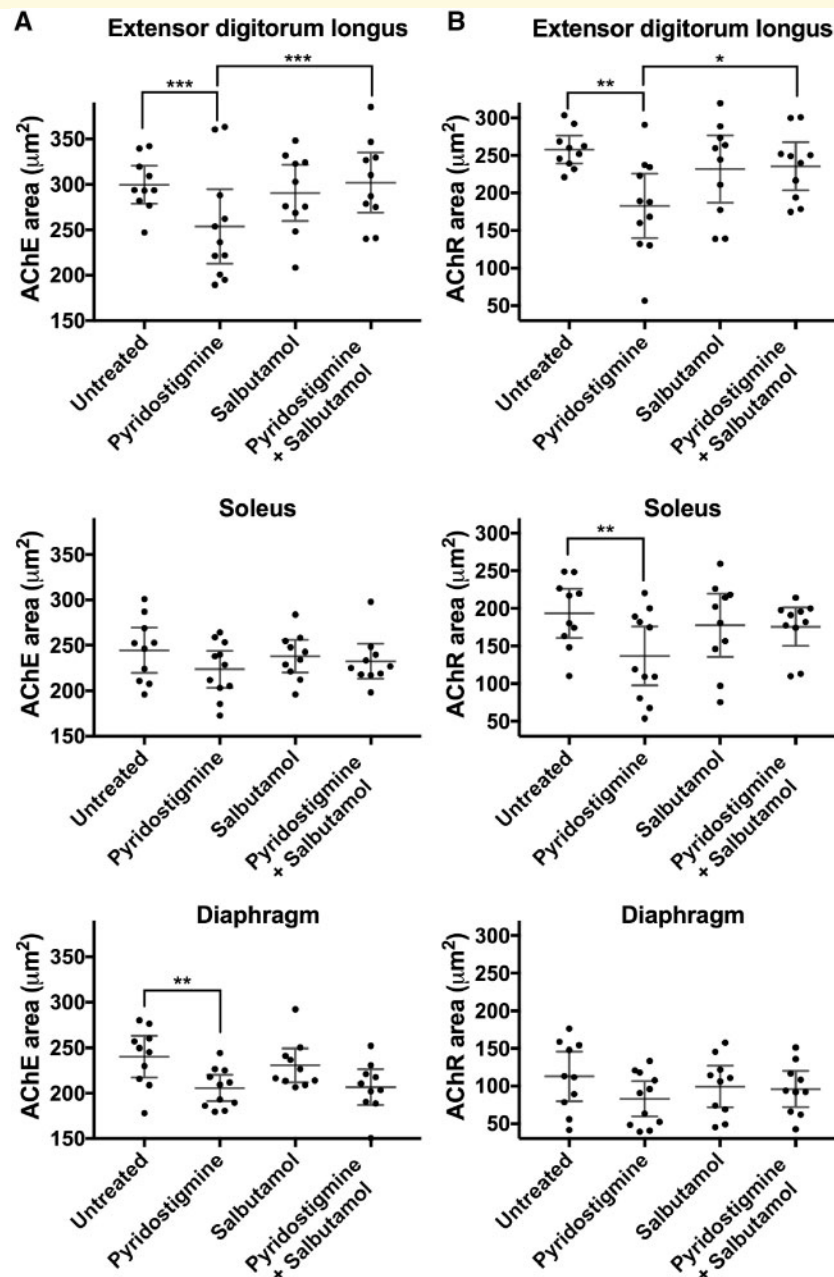 A
Extensor digitorum longus
***
***
AChE area (μm²)
350
300
250
200
150
Untreated
Pyridostigmine
Salbutamol
Pyridostigmine
+ Salbutamol
B
Extensor digitorum longus
**
*
AChR area (μm²)
300
250
200
150
100
50
Untreated
Pyridostigmine
Salbutamol
Pyridostigmine
+ Salbutamol
Soleus
AChE area (μm²)
350
300
250
200
150
Untreated
Pyridostigmine
Salbutamol
Pyridostigmine
+ Salbutamol
Soleus
**
AChR area (μm²)
300
250
200
150
100
50
Untreated
Pyridostigmine
Salbutamol
Pyridostigmine
+ Salbutamol
Diaphragm
**
AChE area (μm²)
350
300
250
200
150
Untreated
Pyridostigmine
Salbutamol
Pyridostigmine
+ Salbutamol
Diaphragm
AChR area (μm²)
300
250
200
150
100
50
Untreated
Pyridostigmine
Salbutamol
Pyridostigmine
+ Salbutamol